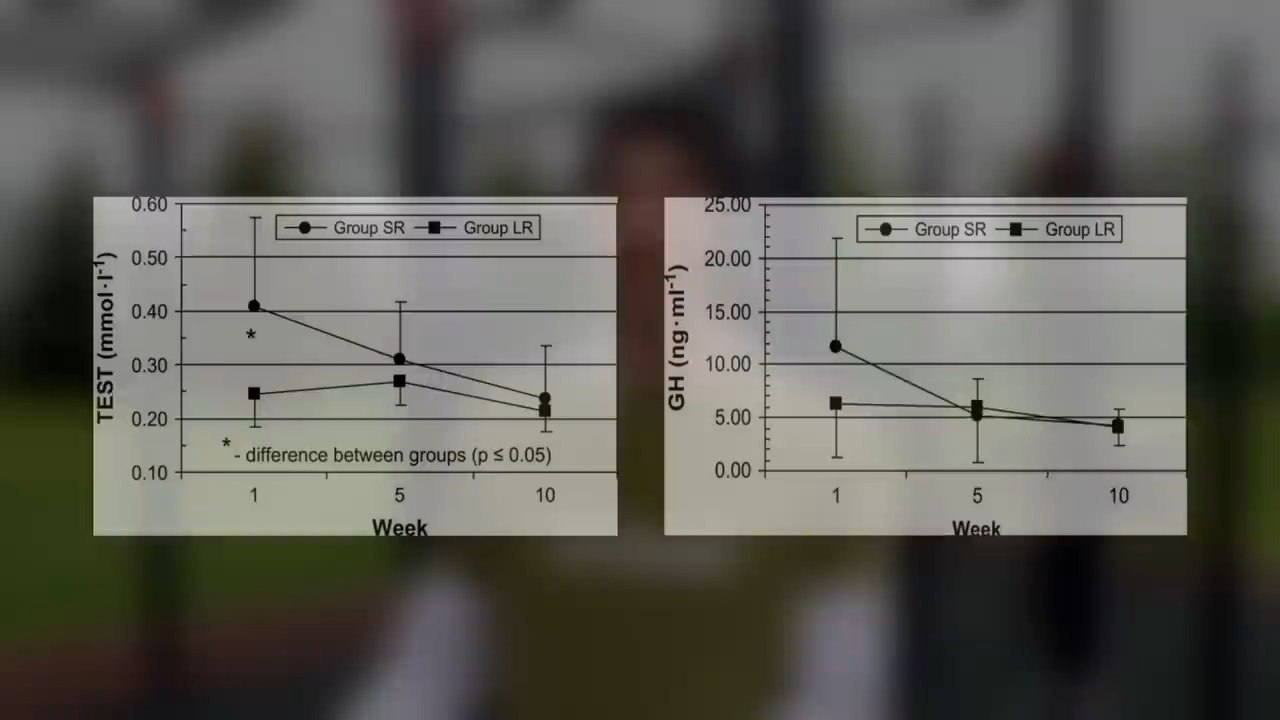 0.60
0.50
0.40
0.30
0.20
0.10
TEST (mmol·l-1)
Group SR Group LR
*
* - difference between groups (p ≤ 0.05)
1 5 10
Week
25.00
20.00
15.00
10.00
5.00
0.00
GH (ng·ml-1)
Group SR Group LR
1 5 10
Week